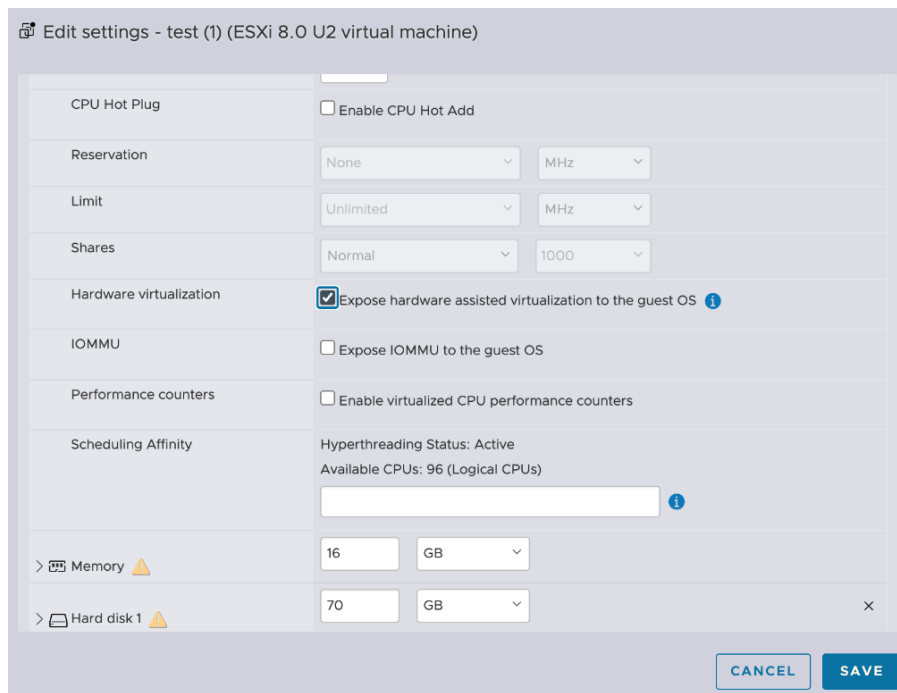 Edit settings - test (1) (ESXi 8.0 U2 virtual machine)
CPU Hot Plug
Enable CPU Hot Add
Reservation
None
MHz
Limit
Unlimited
MHz
Shares
Normal
1000
Hardware virtualization
Expose hardware assisted virtualization to the guest OS
IOMMU
Expose IOMMU to the guest OS
Performance counters
Enable virtualized CPU performance counters
Scheduling Affinity
Hyperthreading Status: Active
Available CPUs: 96 (Logical CPUs)
Memory
16
GB
Hard disk 1
70
GB
CANCEL
SAVE